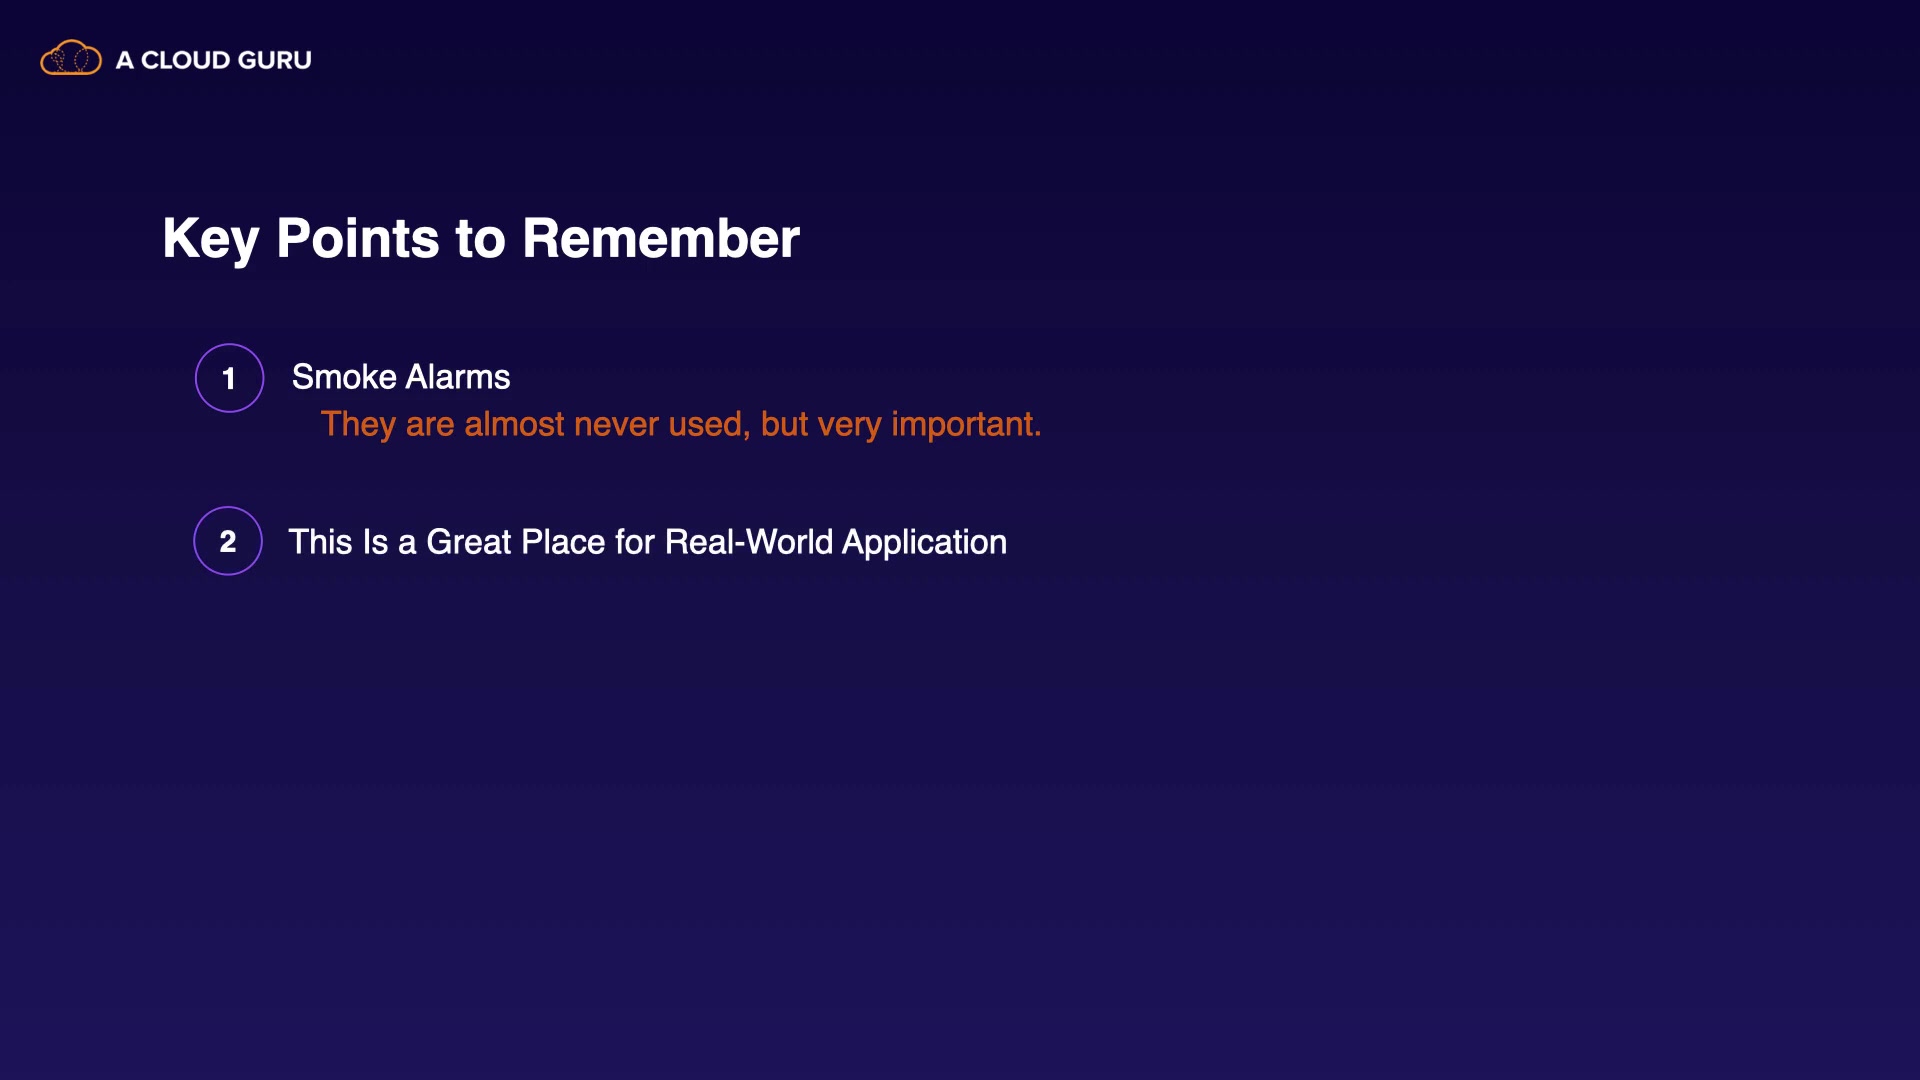 A CLOUD GURU
Key Points to Remember
1 Smoke Alarms
They are almost never used, but very important.
2 This Is a Great Place for Real-World Application